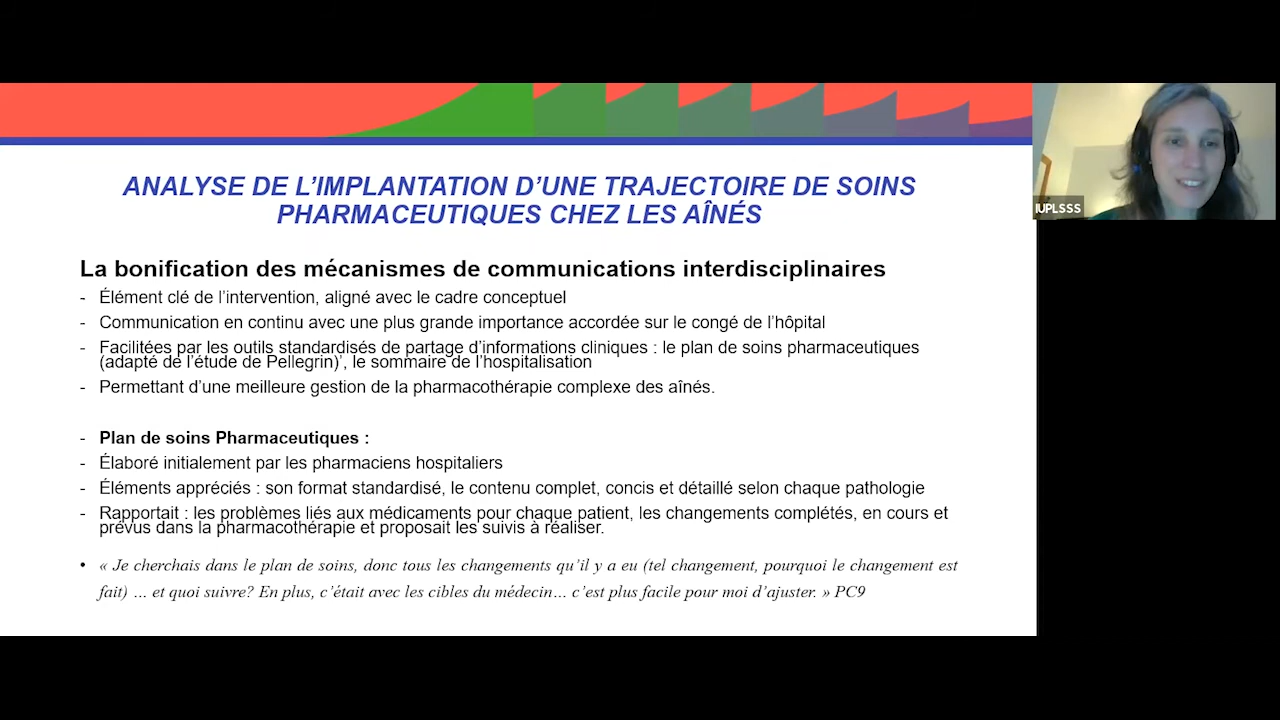 ANALYSE DE L’IMPLANTATION D’UNE TRAJECTOIRE DE SOINS
PHARMACEUTIQUES CHEZ LES AÎNÉS
IUPLSSS
La bonification des mécanismes de communications interdisciplinaires
- Élément clé de l’intervention, aligné avec le cadre conceptuel
- Communication en continu avec une plus grande importance accordée sur le congé de l’hôpital
- Facilitées par les outils standardisés de partage d’informations cliniques : le plan de soins pharmaceutiques
(adapté de l’étude de Pellegrin)’, le sommaire de l’hospitalisation
- Permettant d’une meilleure gestion de la pharmacothérapie complexe des aînés.
- Plan de soins Pharmaceutiques :
- Élaboré initialement par les pharmaciens hospitaliers
- Éléments appréciés : son format standardisé, le contenu complet, concis et détaillé selon chaque pathologie
- Rapportait : les problèmes liés aux médicaments pour chaque patient, les changements complétés, en cours et
prévus dans la pharmacothérapie et proposait les suivis à réaliser.
• « Je cherchais dans le plan de soins, donc tous les changements qu’il y a eu (tel changement, pourquoi le changement est
fait) … et quoi suivre? En plus, c’était avec les cibles du médecin… c’est plus facile pour moi d’ajuster. » PC9